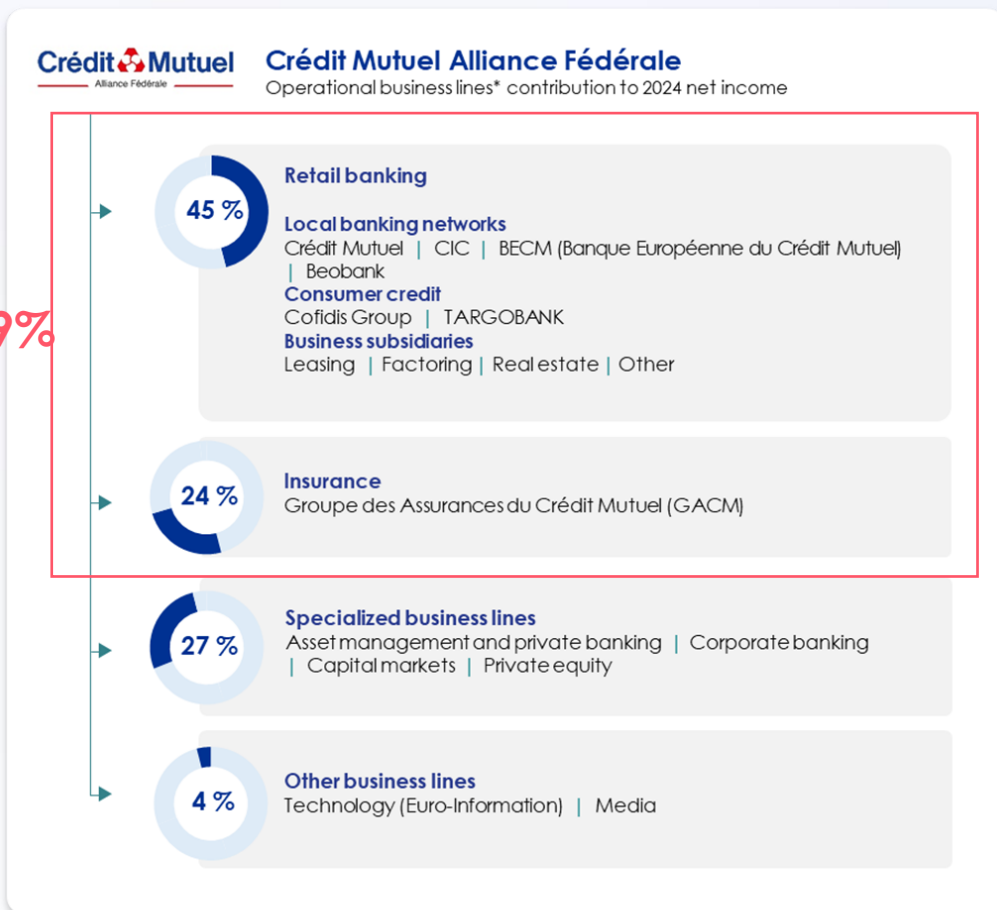 Crédit Mutuel
Alliance Fédérale
Crédit Mutuel Alliance Fédérale
Operational business lines* contribution to 2024 net income
45 %
Retail banking
Local banking networks
Crédit Mutuel | CIC | BECM (Banque Européenne du Crédit Mutuel)
| Beobank
Consumer credit
Cofidis Group | TARGOBANK
Business subsidiaries
Leasing | Factoring | Real estate | Other
9%
24 %
Insurance
Groupe des Assurances du Crédit Mutuel (GACM)
27 %
Specialized business lines
Asset management and private banking | Corporate banking
| Capital markets | Private equity
4 %
Other business lines
Technology (Euro-Information) | Media